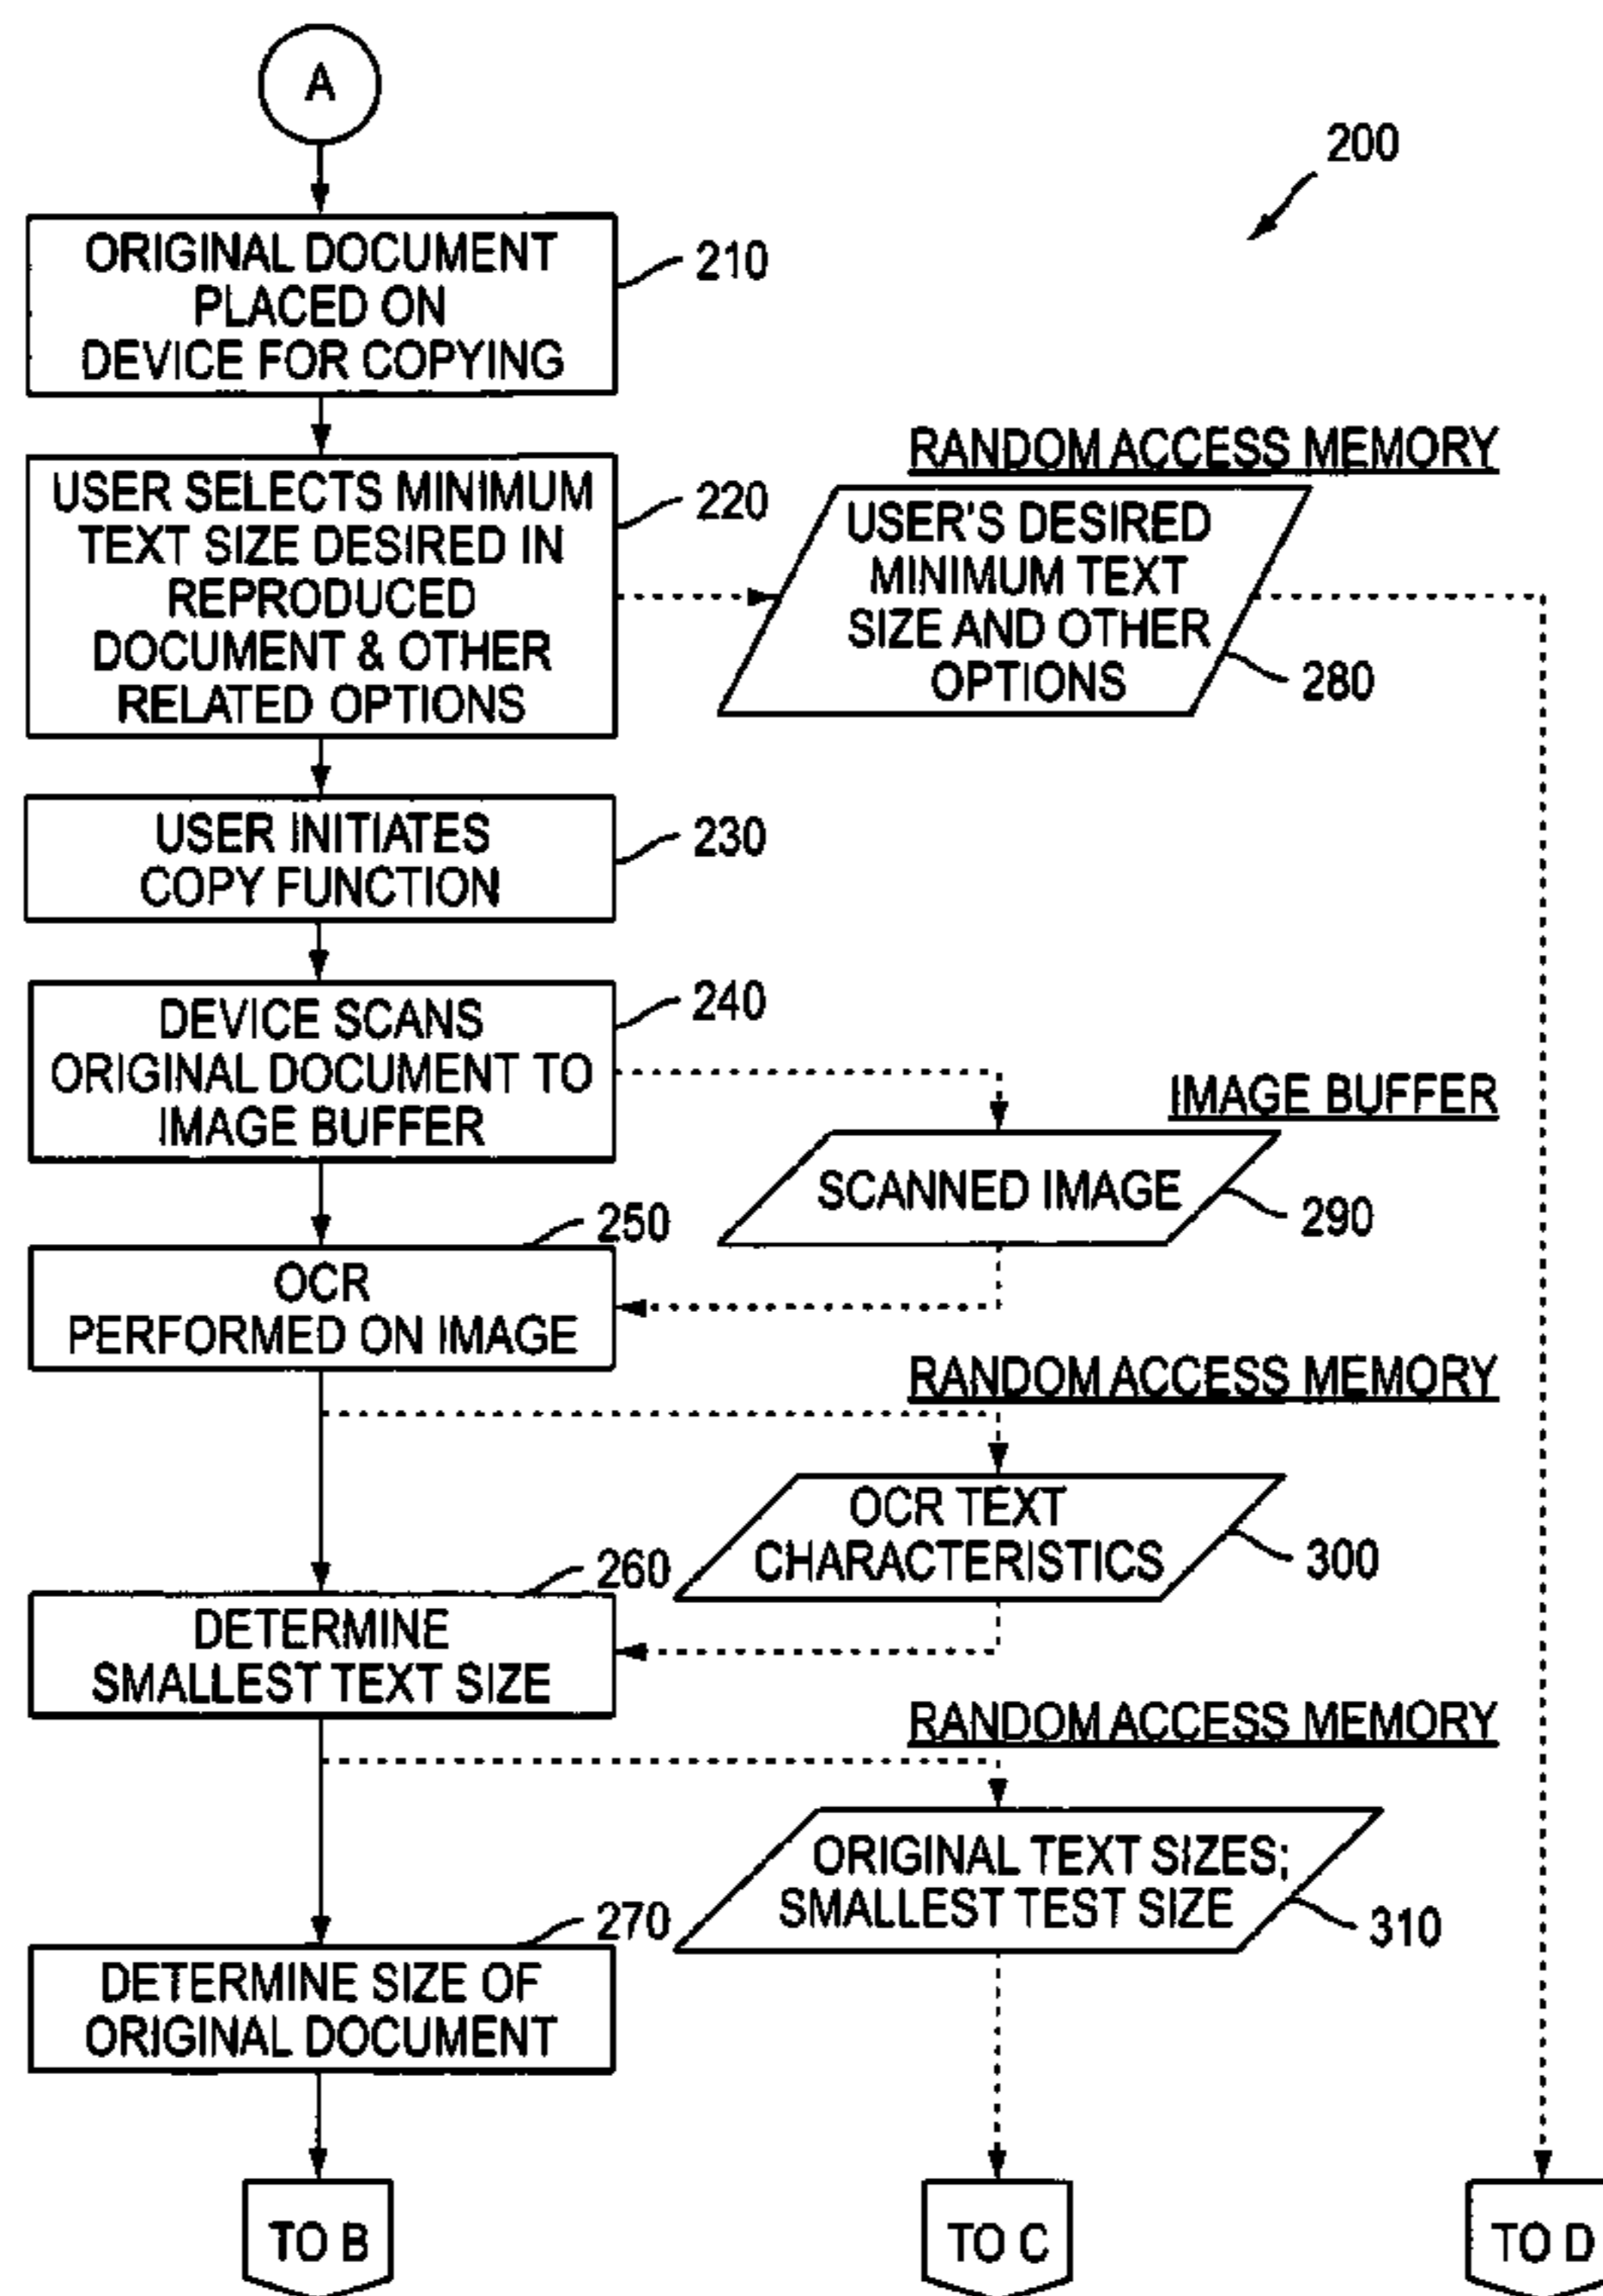 A
200
ORIGINAL DOCUMENT
PLACED ON
DEVICE FOR COPYING
210
USER SELECTS MINIMUM
TEXT SIZE DESIRED IN
REPRODUCED
DOCUMENT & OTHER
RELATED OPTIONS
220
RANDOM ACCESS MEMORY
USER'S DESIRED
MINIMUM TEXT
SIZE AND OTHER
OPTIONS
280
USER INITIATES
COPY FUNCTION
230
DEVICE SCANS
ORIGINAL DOCUMENT TO
IMAGE BUFFER
240
IMAGE BUFFER
SCANNED IMAGE
290
OCR
PERFORMED ON IMAGE
250
RANDOM ACCESS MEMORY
OCR TEXT
CHARACTERISTICS
300
DETERMINE
SMALLEST TEXT SIZE
260
RANDOM ACCESS MEMORY
ORIGINAL TEXT SIZES;
SMALLEST TEST SIZE
310
DETERMINE SIZE OF
ORIGINAL DOCUMENT
270
TO B
TO C
TO D